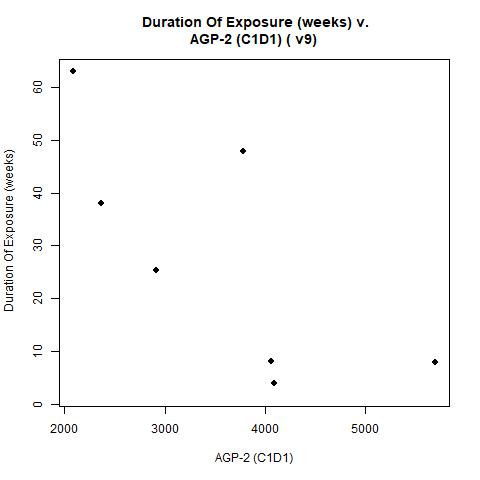 Duration Of Exposure (weeks) v.
AGP-2 (C1D1) ( v9)
Duration Of Exposure (weeks)
60
50
40
30
20
10
0
2000 3000 4000 5000
AGP-2 (C1D1)